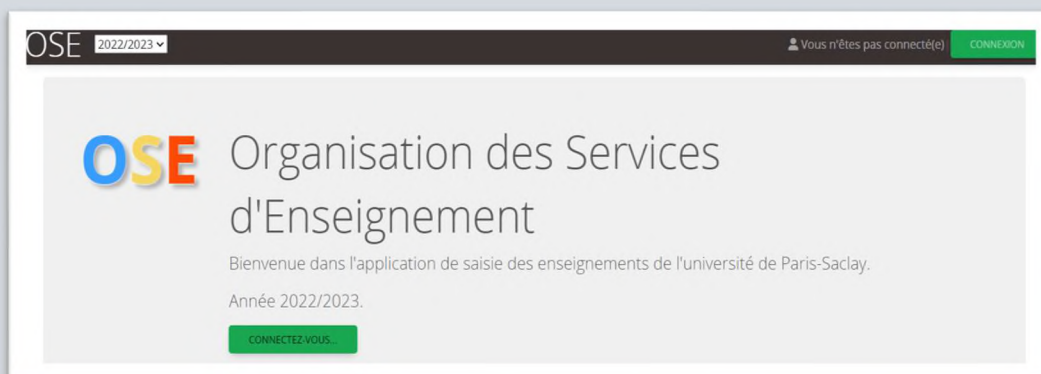 OSE 2022/2023 Vous n'êtes pas connecté(e) CONNEXION
OSE
Organisation des Services
d'Enseignement
Bienvenue dans l'application de saisie des enseignements de l'université de Paris-Saclay.
Année 2022/2023.
CONNECTEZ-VOUS...